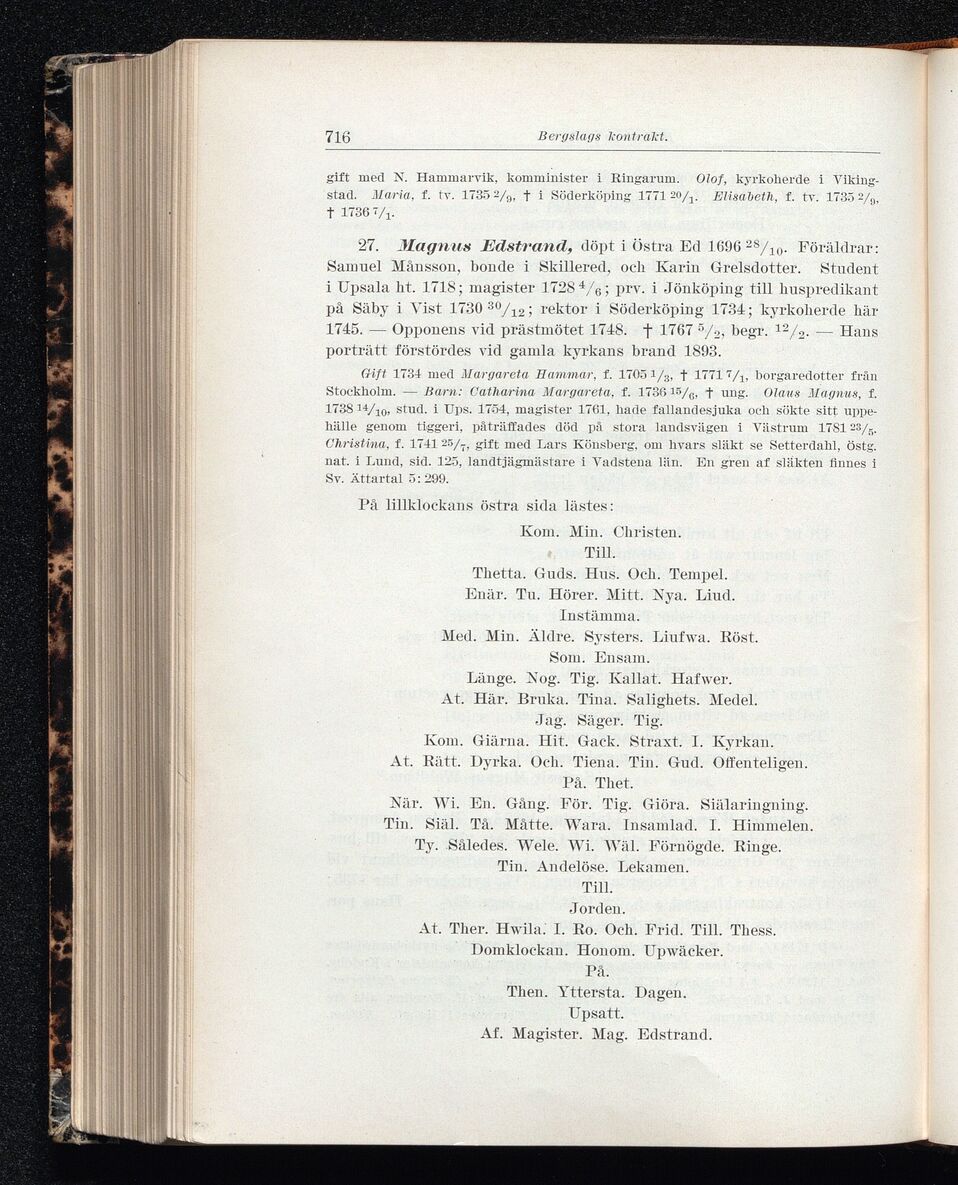 716 Bergslags kontrakt.
gift med N. Hammarvik, komminister i Ringarum. Olof, kyrkoherde i Viking-
stad. Maria, f. tv. 1735 2/9, † i Söderköping 1771 20/1. Elisabeth, f. tv. 1735 2/9,
† 1736 7/1.
27. Magnus Edstrand, döpt i Östra Ed 1696 28/10. Föräldrar:
Samuel Månsson, bonde i Skillered, och Karin Grelsdotter. Student
i Upsala ht. 1718; magister 1728 4/6; prv. i Jönköping till huspredikant
på Säby i Vist 1730 30/12; rektor i Söderköping 1734; kyrkoherde här
1745. — Opponens vid prästmötet 1748. † 1767 5/2, begr. 12/2. — Hans
porträtt förstördes vid gamla kyrkans brand 1893.
Gift 1734 med Margareta Hammar, f. 1705 1/3, † 1771 7/1, borgaredotter från
Stockholm. — Barn: Catharina Margareta, f. 1736 15/6, † ung. Olaus Magnus, f.
1738 14/10, stud. i Ups. 1754, magister 1761, hade fallandesjuka och sökte sitt uppe-
hälle genom tiggeri, påträffades död på stora landsvägen i Västrum 1781 23/5.
Christina, f. 1741 25/7, gift med Lars Könsberg, om hvars släkt se Setterdahl, östg.
nat. i Lund, sid. 125, landtjägmästare i Vadstena län. En gren af släkten finnes i
Sv. Ättartal 5: 299.
På lillklockans östra sida lästes:
Kom. Min. Christen.
Till.
Thetta. Guds. Hus. Och. Tempel.
Enär. Tu. Hörer. Mitt. Nya. Liud.
Instämma.
Med. Min. Äldre. Systers. Liufwa. Röst.
Som. Ensam.
Länge. Nog. Tig. Kallat. Hafwer.
At. Här. Bruka. Tina. Salighets. Medel.
Jag. Säger. Tig.
Kom. Giärna. Hit. Gack. Straxt. I. Kyrkan.
At. Rätt. Dyrka. Och. Tiena. Tin. Gud. Offenteligen.
På. Thet.
När. Wi. En. Gång. För. Tig. Giöra. Siälaringning.
Tin. Siäl. Tå. Måtte. Wara. Insamlad. I. Himmelen.
Ty. Således. Wele. Wi. Wäl. Förnögde. Ringe.
Tin. Andelöse. Lekamen.
Till.
Jorden.
At. Ther. Hwila. I. Ro. Och. Frid. Till. Thess.
Domklockan. Honom. Upwäcker.
På.
Then. Yttersta. Dagen.
Upsatt.
Af. Magister. Mag. Edstrand.